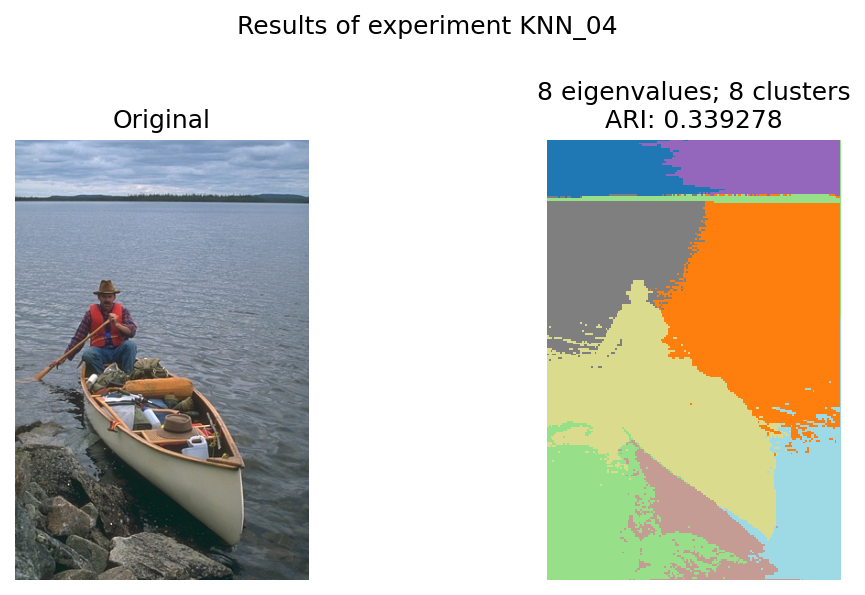 Results of experiment KNN_04
Original
8 eigenvalues; 8 clusters
ARI: 0.339278